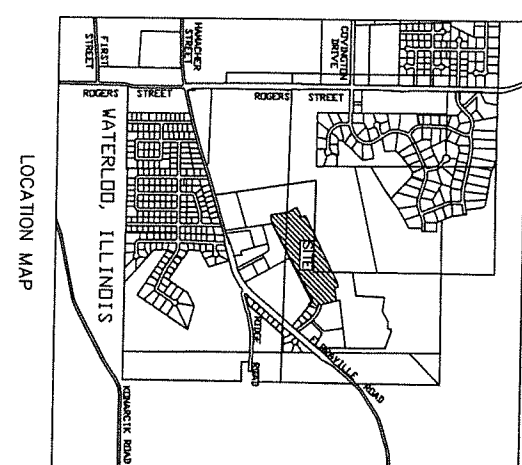 FIRST
STREET
HAMACHER
STREET
COVINGTON
DRIVE
ROGERS STREET
ROGERS STREET
WATERLOO, ILLINOIS
SITE
RIDGE
ROAD
ROAD
KONARCIK ROAD
LOCATION MAP